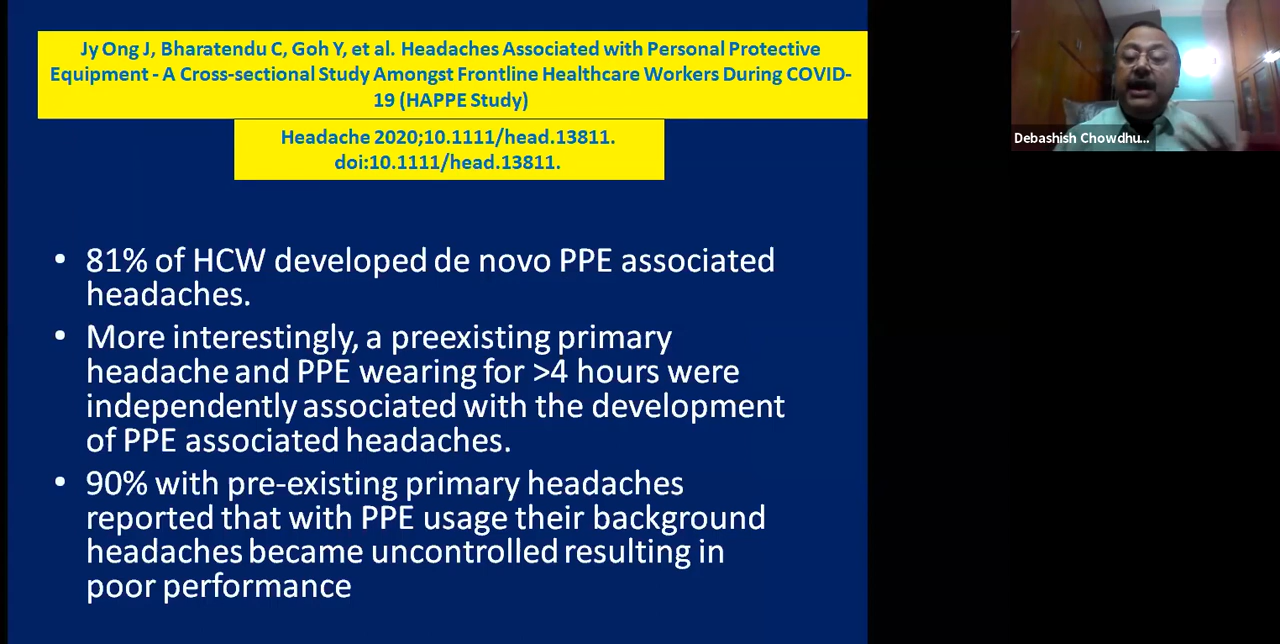 Jy Ong J, Bharatendu C, Goh Y, et al. Headaches Associated with Personal Protective
Equipment - A Cross-sectional Study Amongst Frontline Healthcare Workers During COVID-
19 (HAPPE Study)
Headache 2020;10.1111/head.13811.
doi:10.1111/head.13811.
• 81% of HCW developed de novo PPE associated
headaches.
• More interestingly, a preexisting primary
headache and PPE wearing for >4 hours were
independently associated with the development
of PPE associated headaches.
• 90% with pre-existing primary headaches
reported that with PPE usage their background
headaches became uncontrolled resulting in
poor performance
Debashish Chowdhu...